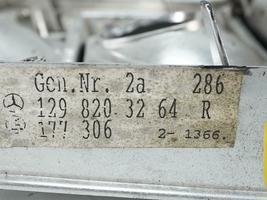 Gen.Nr. 2a 286
129 820 32 64 R
177 306 2- 1366.